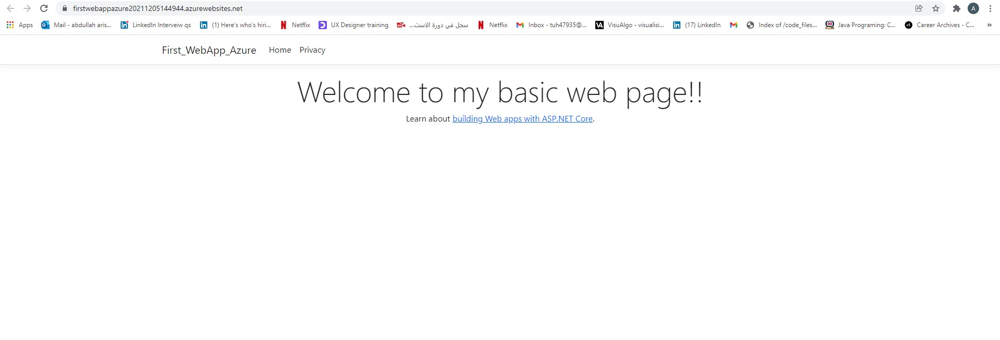 firstwebappazure20211205144944.azurewebsites.net A
Apps Mail - abdullah aris... LinkedIn Interveiw qs (1) Here's who's hiri... Netflix UX Designer training سجل في دورة الاست... Netflix Inbox - tuh47935@... VisuAlgo - visualisi... (17) LinkedIn Index of /code_files... Java Programing: C... Career Archives - C... »
First_WebApp_Azure Home Privacy
Welcome to my basic web page!!
Learn about building Web apps with ASP.NET Core.